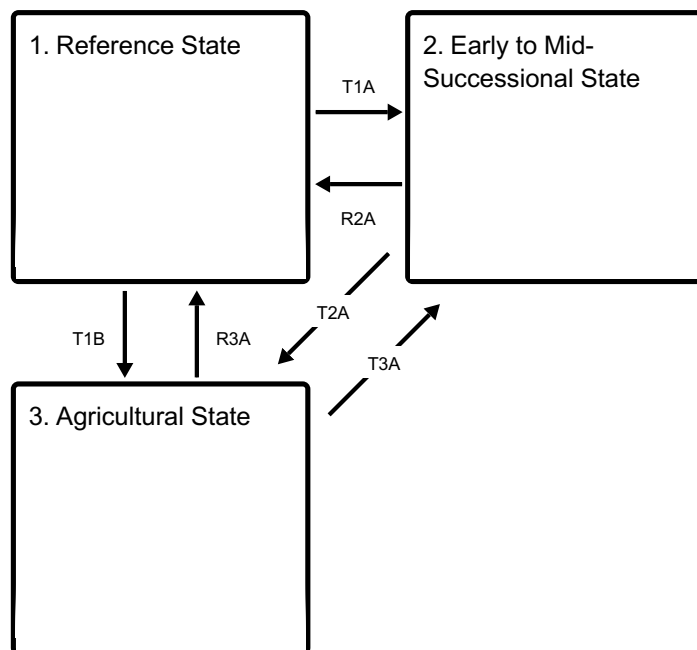 1. Reference State
2. Early to Mid-
Successional State
T1A
R2A
T2A
T1B
R3A
T3A
3. Agricultural State